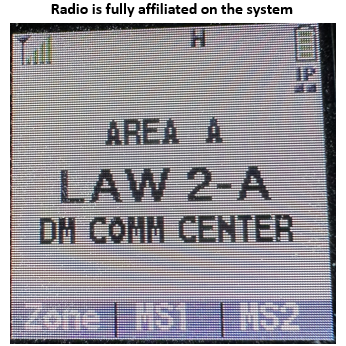 Radio is fully affiliated on the system
H
IP
AREA A
LAW 2-A
DM COMM CENTER
Zone MS1 MS2